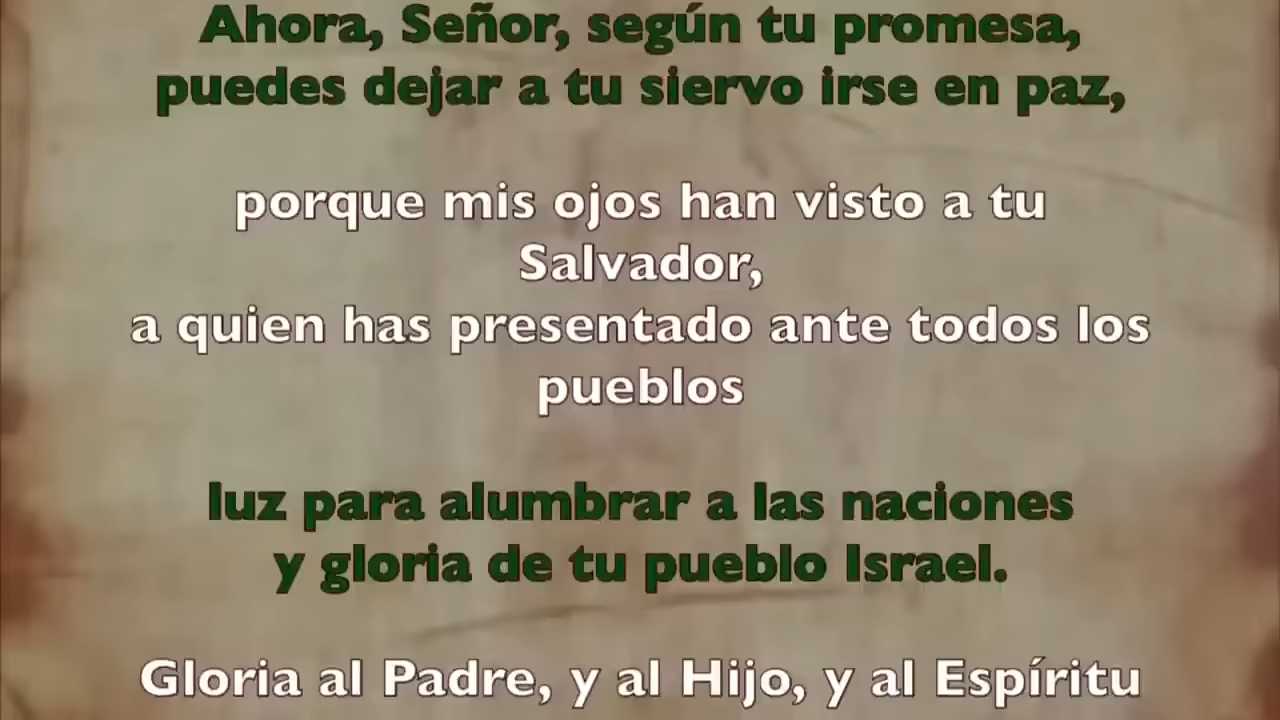 Ahora, Señor, según tu promesa,
puedes dejar a tu siervo irse en paz,
porque mis ojos han visto a tu
Salvador,
a quien has presentado ante todos los
pueblos
luz para alumbrar a las naciones
y gloria de tu pueblo Israel.
Gloria al Padre, y al Hijo, y al Espíritu